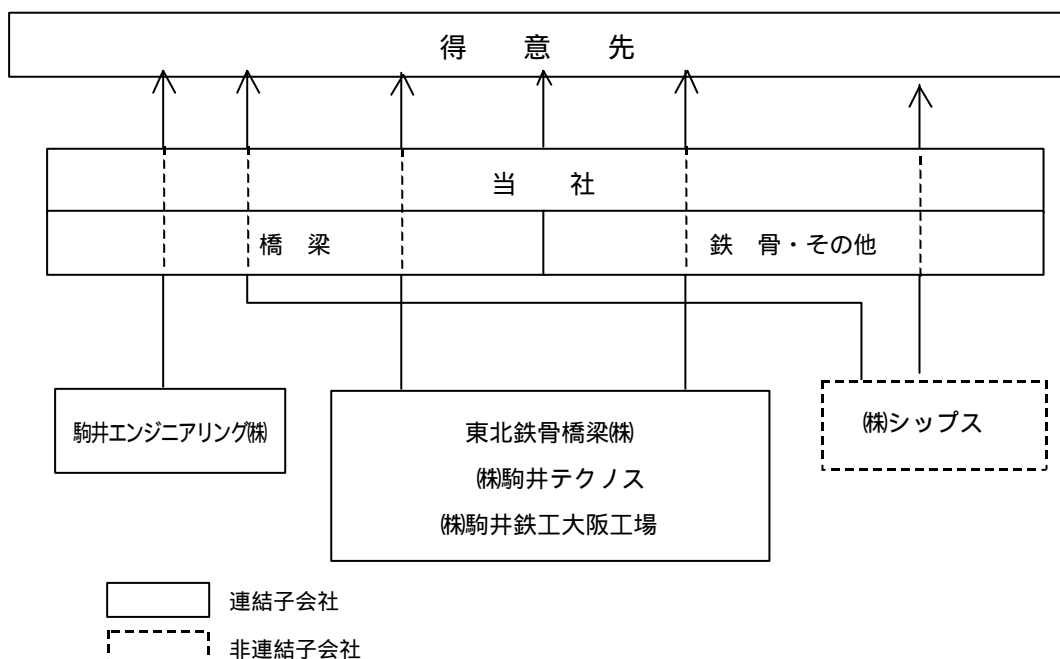 得 意 先
当 社
橋 梁
鉄 骨・その他
駒井エンジニアリング㈱
東北鉄骨橋梁㈱
㈱駒井テクノス
㈱駒井鉄工大阪工場
㈱シップス
連結子会社
非連結子会社